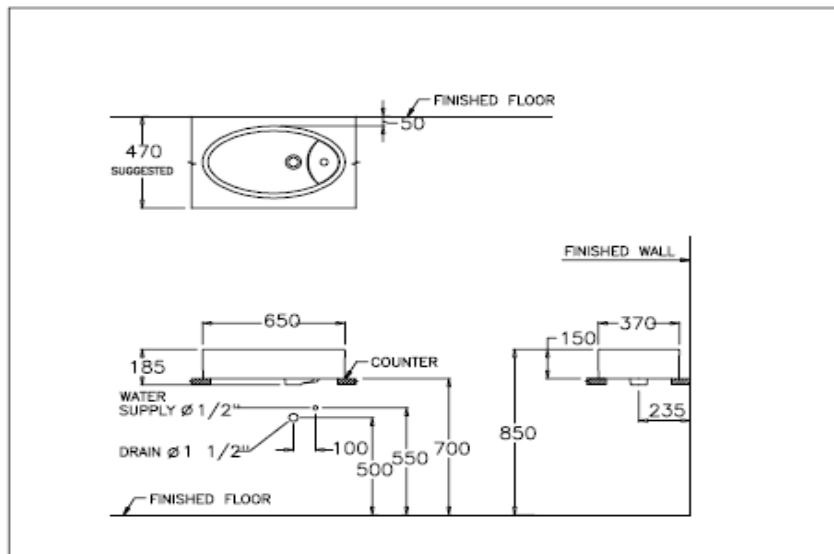 FINISHED FLOOR
50
470
SUGGESTED
FINISHED WALL
650
370
150
185
COUNTER
WATER
SUPPLY Ø 1/2"
235
850
700
550
DRAIN Ø 1 1/2"
100
500
FINISHED FLOOR